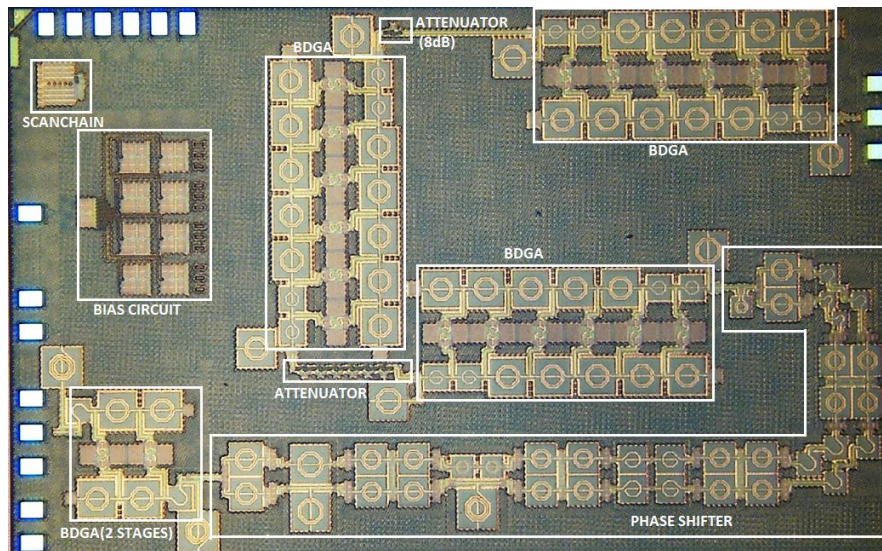 ATTENUATOR
(8dB)
BDGA
SCANCHAIN
BDGA
BDGA
BIAS CIRCUIT
ATTENUATOR
PHASE SHIFTER
BDGA(2 STAGES)